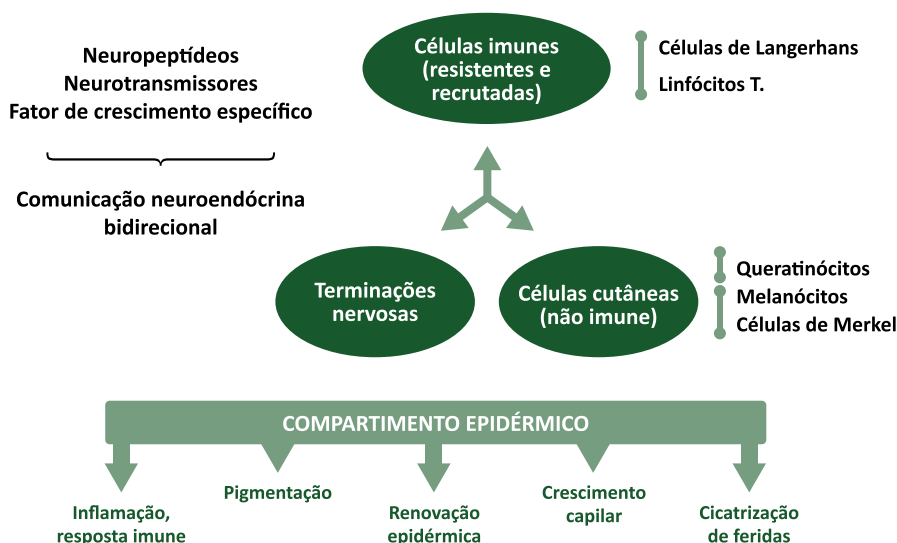 Neuropeptídeos
Neurotransmissores
Fator de crescimento específico
Comunicação neuroendócrina
bidirecional
Células imunes
(resistentes e
recrutadas)
Células de Langerhans
Linfócitos T.
Terminações
nervosas
Células cutâneas
(não imune)
Queratinócitos
Melanócitos
Células de Merkel
COMPARTIMENTO EPIDÉRMICO
Inflamação,
resposta imune
Pigmentação
Renovação
epidérmica
Crescimento
capilar
Cicatrização
de feridas